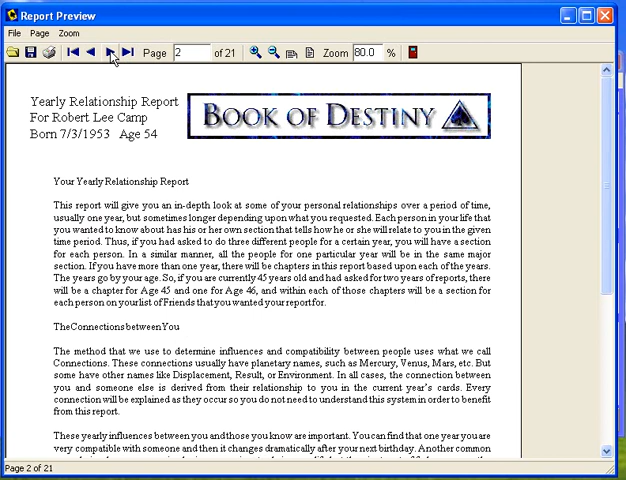 Report Preview
File Page Zoom
Page 2 of 21 Zoom 80.0 %
Yearly Relationship Report
For Robert Lee Camp
Born 7/3/1953 Age 54
BOOK OF DESTINY
Your Yearly Relationship Report
This report will give you an in-depth look at some of your personal relationships over a period of time,
usually one year, but sometimes longer depending upon what you requested. Each person in your life that
you wanted to know about has his or her own section that tells how he or she will relate to you in the given
time period. Thus, if you had asked to do three different people for a certain year, you will have a section
for each person. In a similar manner, all the people for one particular year will be in the same major
section. If you have more than one year, there will be chapters in this report based upon each of the years.
The years go by your age. So, if you are currently 45 years old and had asked for two years of reports, there
will be a chapter for Age 45 and one for Age 46, and within each of those chapters will be a section for
each person on your list of Friends that you wanted your report for.
The Connections between You
The method that we use to determine influences and compatibility between people uses what we call
Connections. These connections usually have planetary names, such as Mercury, Venus, Mars, etc. But
some have other names like Displacement, Result, or Environment. In all cases, the connection between
you and someone else is derived from their relationship to you in the current year's cards. Every
connection will be explained as they occur so you do not need to understand this system in order to benefit
from this report.
These yearly influences between you and those you know are important. You can find that one year you are
very compatible with someone and then it changes dramatically after your next birthday. Another common
Page 2 of 21